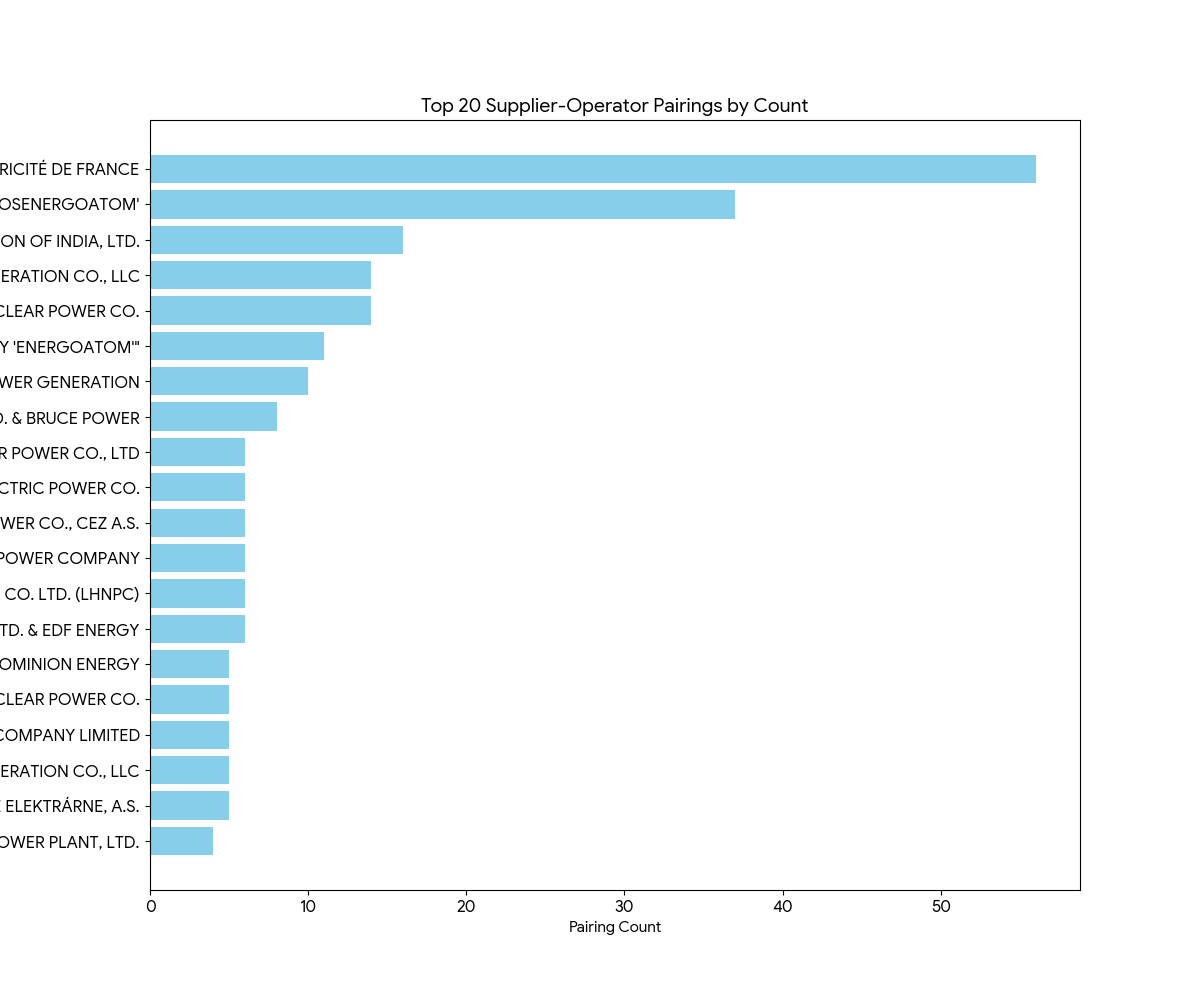 Top 20 Supplier-Operator Pairings by Count
RICITÉ DE FRANCE
OSENERGOATOM'
ON OF INDIA, LTD.
ERATION CO., LLC
CLEAR POWER CO.
Y 'ENERGOATOM'"
WER GENERATION
. & BRUCE POWER
R POWER CO., LTD
CTRIC POWER CO.
WER CO., CEZ A.S.
POWER COMPANY
CO. LTD. (LHNPC)
TD. & EDF ENERGY
OMINION ENERGY
CLEAR POWER CO.
COMPANY LIMITED
ERATION CO., LLC
ELEKTRÁRNE, A.S.
OWER PLANT, LTD.
0 10 20 30 40 50
Pairing Count